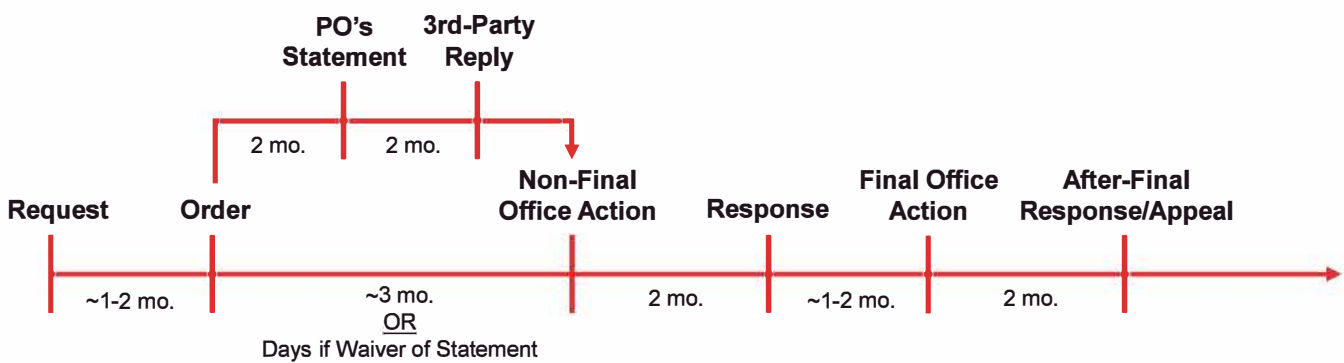 PO's
Statement
3rd-Party
Reply
2 mo.
2 mo.
Request
Order
Non-Final
Office Action
Response
Final Office
Action
After-Final
Response/Appeal
~1-2 mo.
~3 mo.
OR
Days if Waiver of Statement
2 mo.
~1-2 mo.
2 mo.